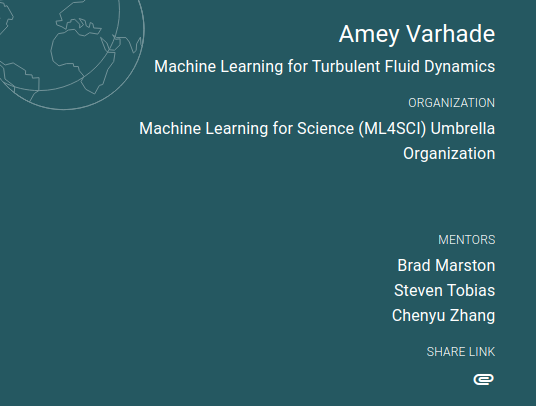 Amey Varhade
Machine Learning for Turbulent Fluid Dynamics
ORGANIZATION
Machine Learning for Science (ML4SCI) Umbrella
Organization
MENTORS
Brad Marston
Steven Tobias
Chenyu Zhang
SHARE LINK